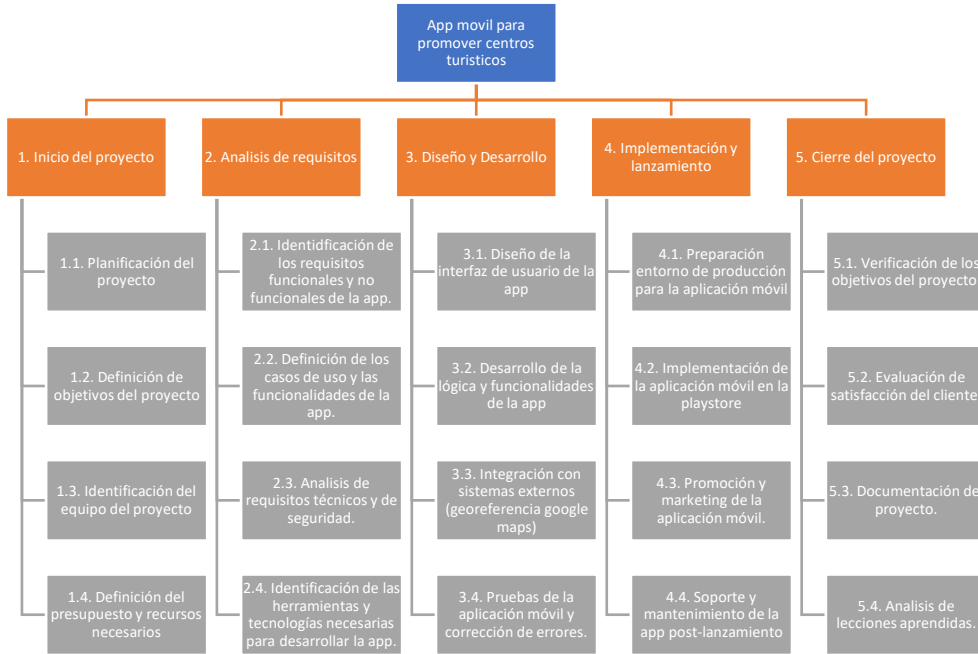 App movil para
promover centros
turisticos
1. Inicio del proyecto
2. Analisis de requisitos
3. Diseño y Desarrollo
4. Implementación y
lanzamiento
5. Cierre del proyecto
1.1. Planificación del
proyecto
1.2. Definición de
objetivos del proyecto
1.3. Identificación del
equipo del proyecto
1.4. Definición del
presupuesto y recursos
necesarios
2.1. Identidficación de
los requisitos
funcionales y no
funcionales de la app.
2.2. Definición de los
casos de uso y las
funcionalidades de la
app.
2.3. Analisis de
requisitos técnicos y de
seguridad.
2.4. Identificación de las
herramientas y
tecnologías necesarias
para desarrollar la app.
3.1. Diseño de la
interfaz de usuario de la
app
3.2. Desarrollo de la
lógica y funcionalidades
de la app
3.3. Integración con
sistemas externos
(georeferencia google
maps)
3.4. Pruebas de la
aplicación móvil y
corrección de errores.
4.1. Preparación
entorno de producción
para la aplicación móvil
4.2. Implementación de
la aplicación móvil en la
playstore
4.3. Promoción y
marketing de la
aplicación móvil.
4.4. Soporte y
mantenimiento de la
app post-lanzamiento
5.1. Verificación de los
objetivos del proyecto
5.2. Evaluación de
satisfacción del cliente
5.3. Documentación de
proyecto.
5.4. Analisis de
lecciones aprendidas.